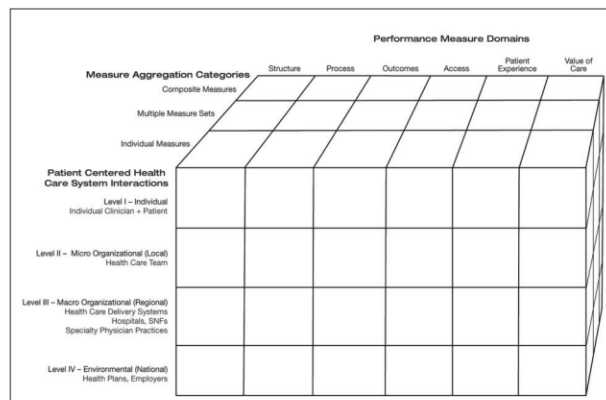 Performance Measure Domains
Measure Aggregation Categories
Structure
Process
Outcomes
Access
Patient
Experience
Value of
Care
Composite Measures
Multiple Measure Sets
Individual Measures
Patient Centered Health
Care System Interactions
Level I – Individual
Individual Clinician + Patient
Level II – Micro Organizational (Local)
Health Care Team
Level III – Macro Organizational (Regional)
Health Care Delivery Systems
Hospitals, SNFs
Specialty Physician Practices
Level IV – Environmental (National)
Health Plans, Employers